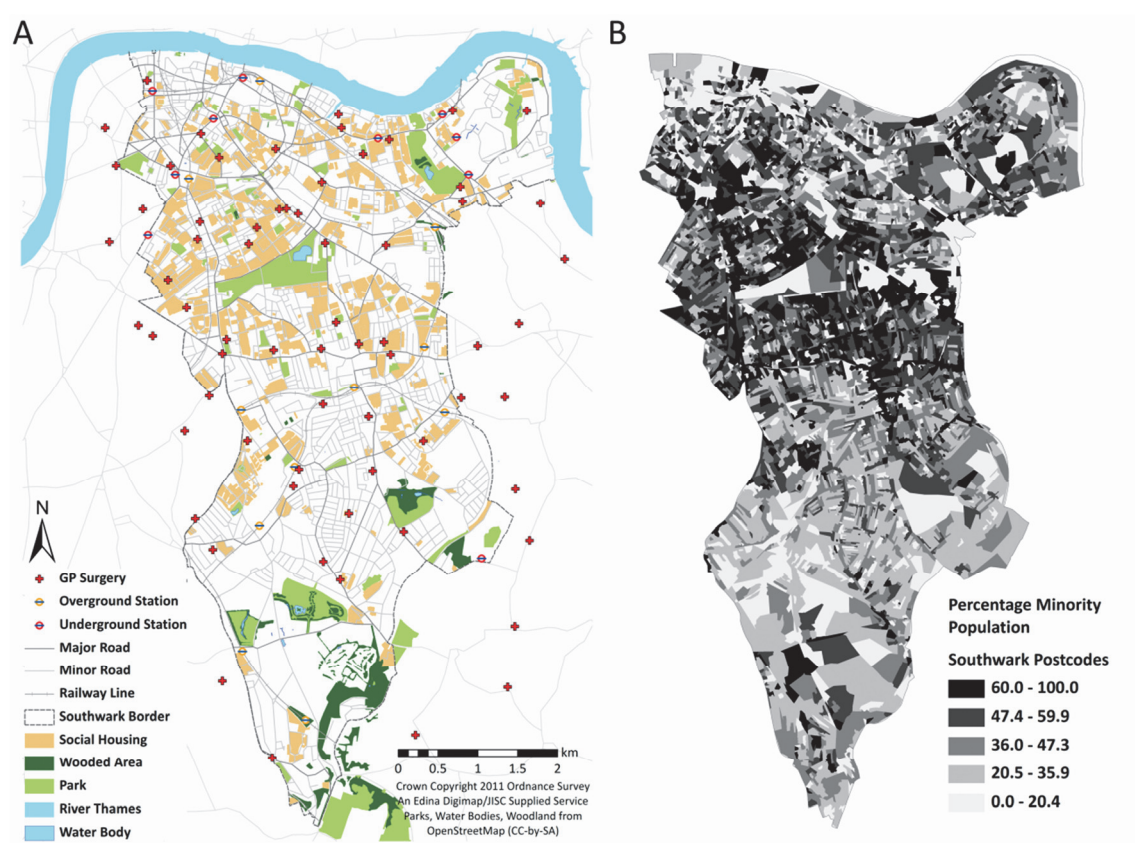 A
B
N
GP Surgery
Overground Station
Underground Station
Major Road
Minor Road
Railway Line
Southwark Border
Social Housing
Wooded Area
Park
River Thames
Water Body
km
0 0.5 1 1.5 2
Crown Copyright 2011 Ordnance Survey
An Edina Digimap/JISC Supplied Service
Parks, Water Bodies, Woodland from
OpenStreetMap (CC-by-SA)
Percentage Minority
Population
Southwark Postcodes
60.0 - 100.0
47.4 - 59.9
36.0 - 47.3
20.5 - 35.9
0.0 - 20.4